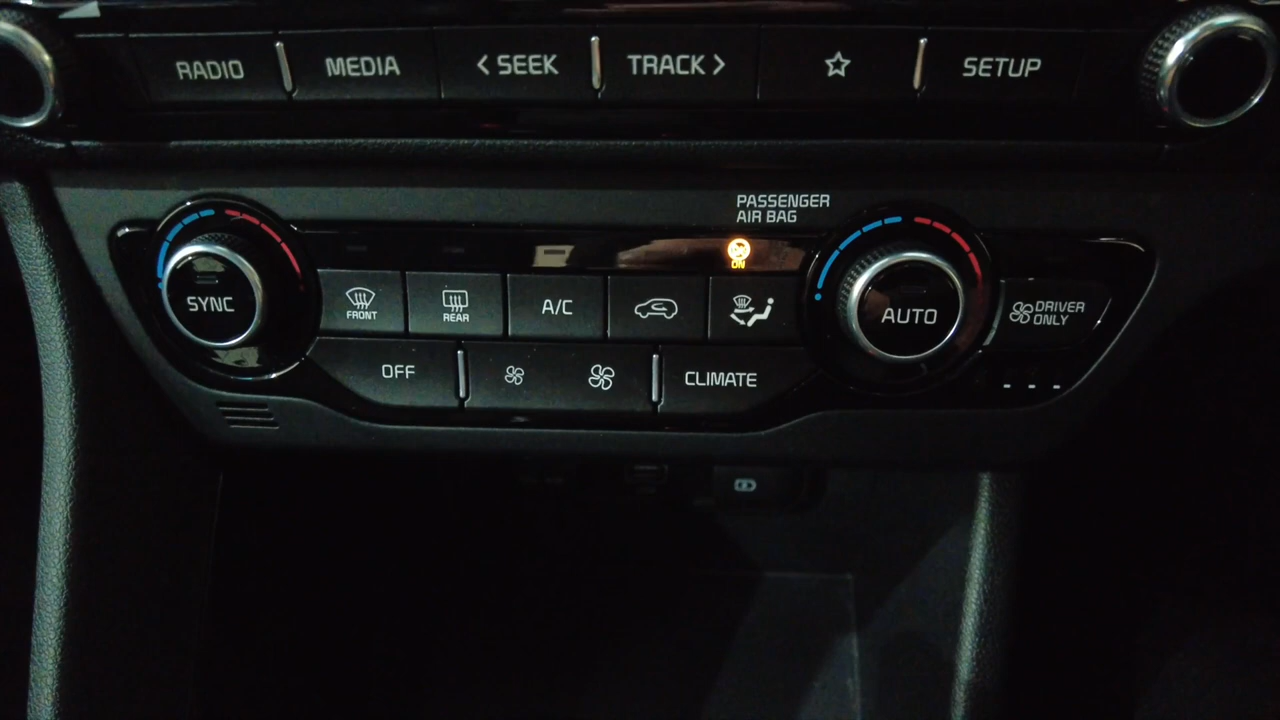 RADIO
MEDIA
< SEEK
TRACK >
SETUP
PASSENGER
AIR BAG
ON
SYNC
FRONT
REAR
A/C
AUTO
DRIVER
ONLY
OFF
CLIMATE